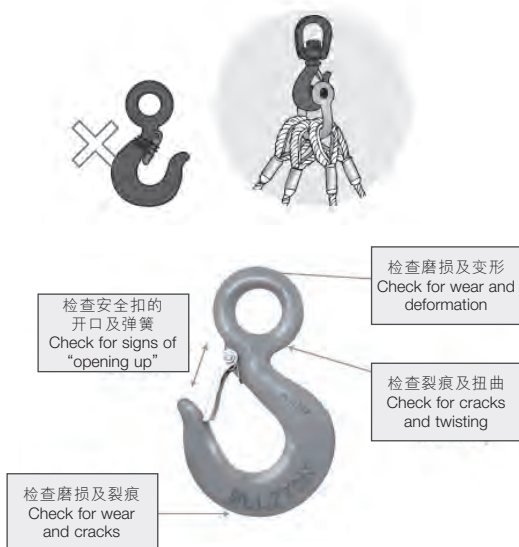 检查磨损及变形
Check for wear and
deformation
检查安全扣的
开口及弹簧
Check for signs of
"opening up"
检查裂痕及扭曲
Check for cracks
and twisting
检查磨损及裂痕
Check for wear
and cracks